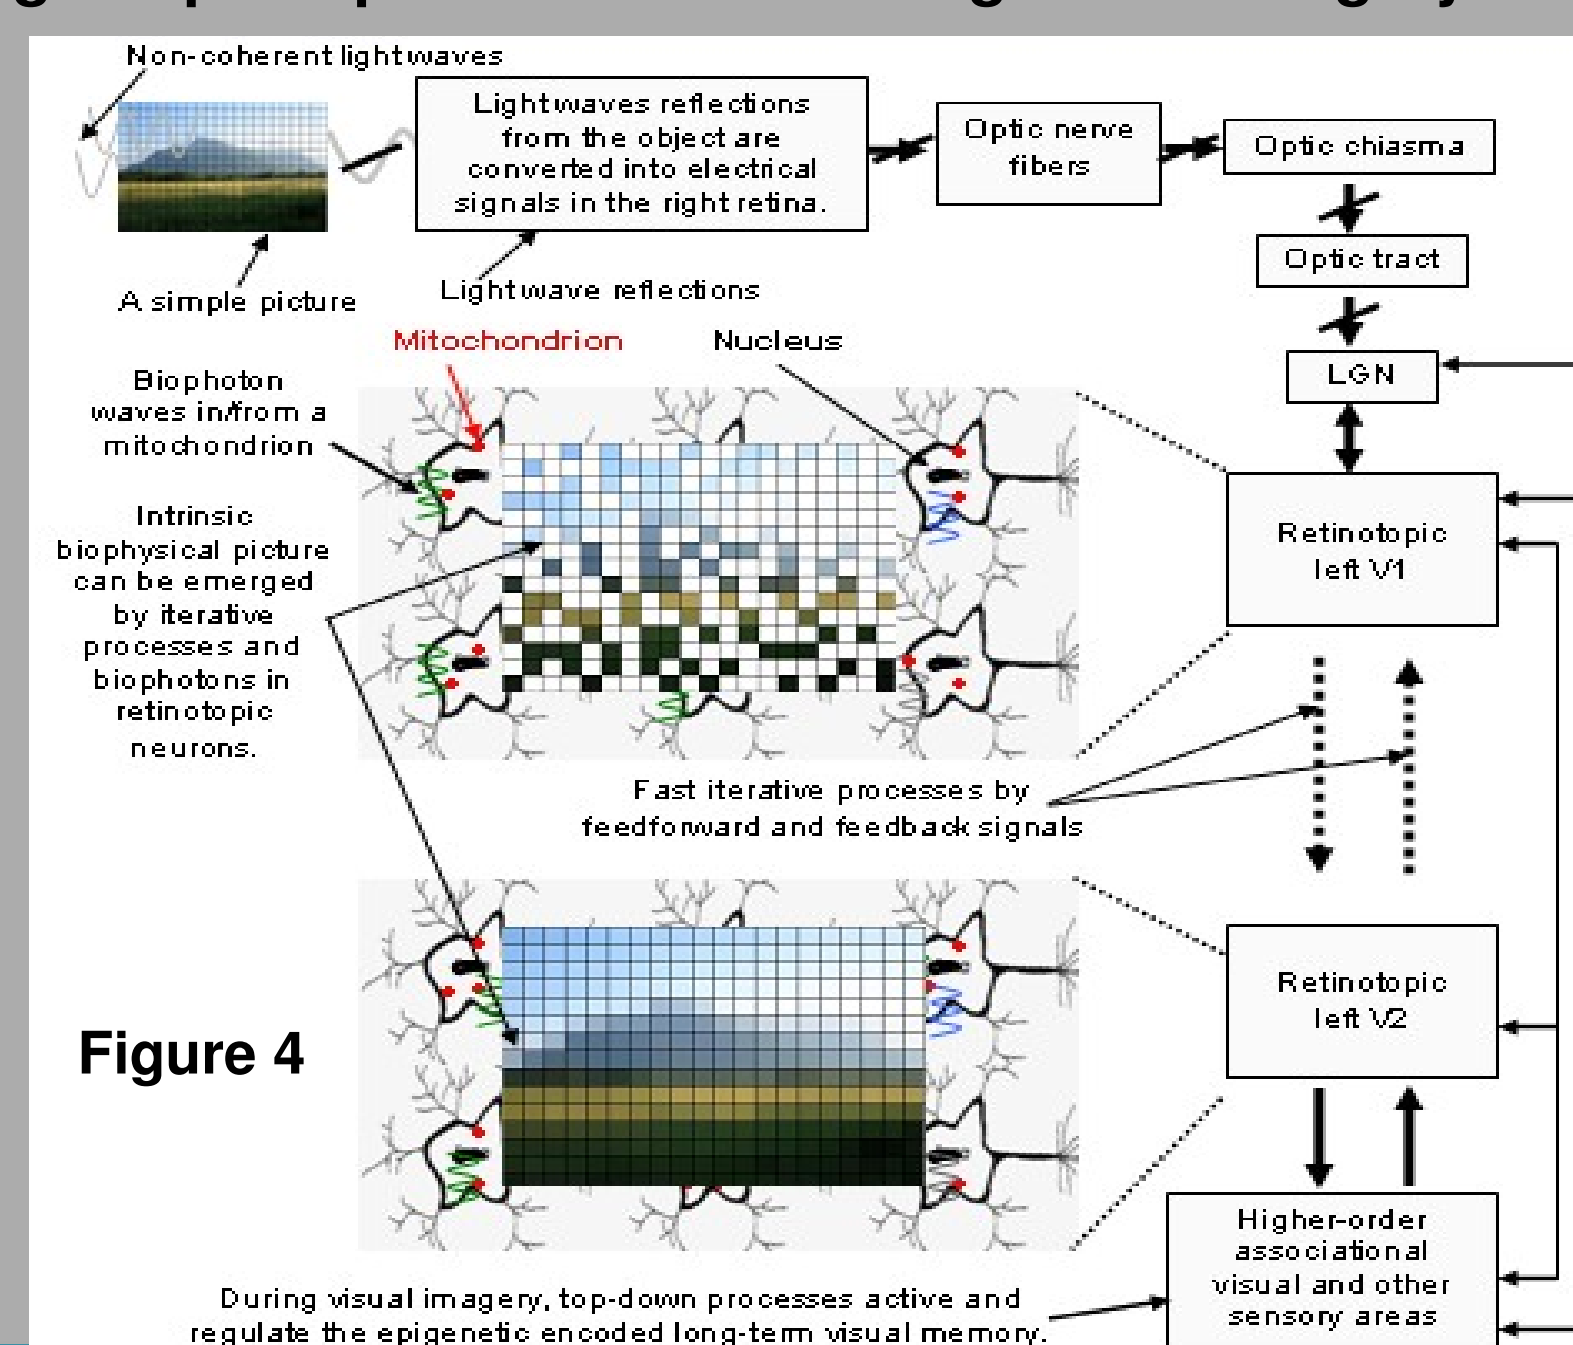 Non-coherent lightwaves
Lightwaves reflections
from the object are
converted into electrical
signals in the right retina.
Optic nerve
fibers
Optic chiasma
Optic tract
A simple picture
Lightwave reflections
Mitochondrion
Nucleus
LGN
Biophoton
waves in/from a
mitochondrion
Intrinsic
biophysical picture
can be emerged
by iterative
processes and
biophotons in
retinotopic
neurons.
Retinotopic
left V1
Fast iterative processes by
feedforward and feedback signals
Retinotopic
left V2
Figure 4
Higher-order
associational
visual and other
sensory areas
During visual imagery, top-down processes active and
regulate the epigenetic encoded long-term visual memory.